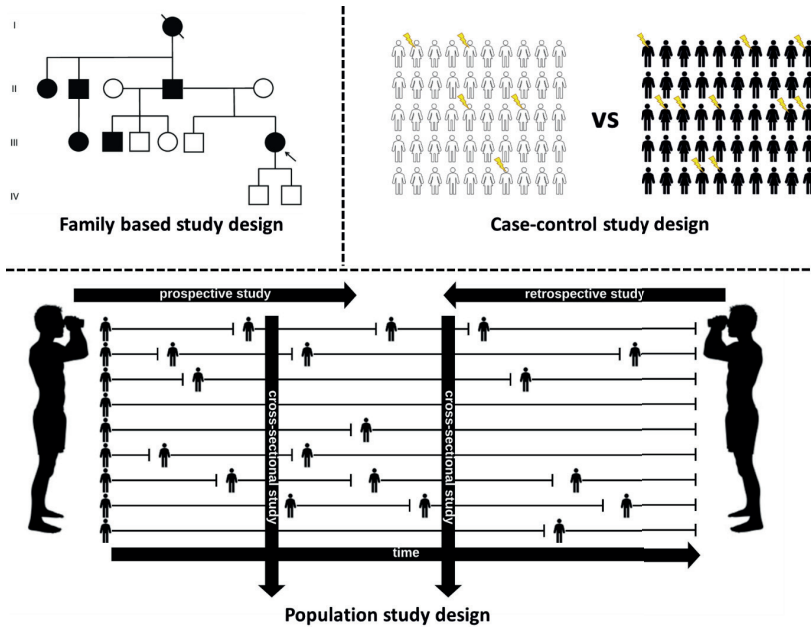 I
II
III
IV
Family based study design
vs
Case-control study design
prospective study
retrospective study
cross-sectional study
cross-sectional study
time
Population study design